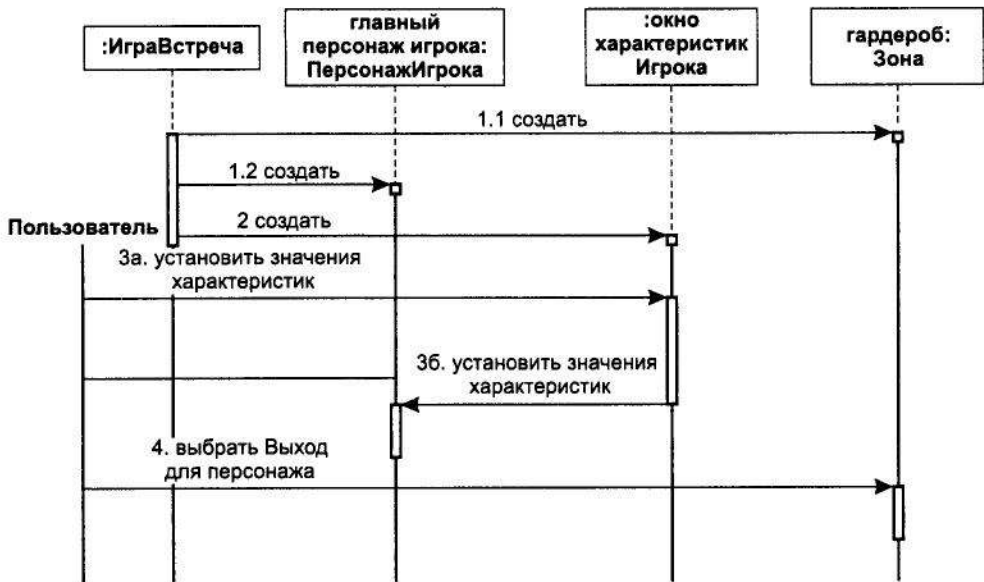 :ИграВстреча
главный
персонаж игрока:
ПерсонажИгрока
:окно
характеристик
Игрока
гардероб:
Зона
1.1 создать
1.2 создать
2 создать
Пользователь
3а. установить значения
характеристик
3б. установить значения
характеристик
4. выбрать Выход
для персонажа